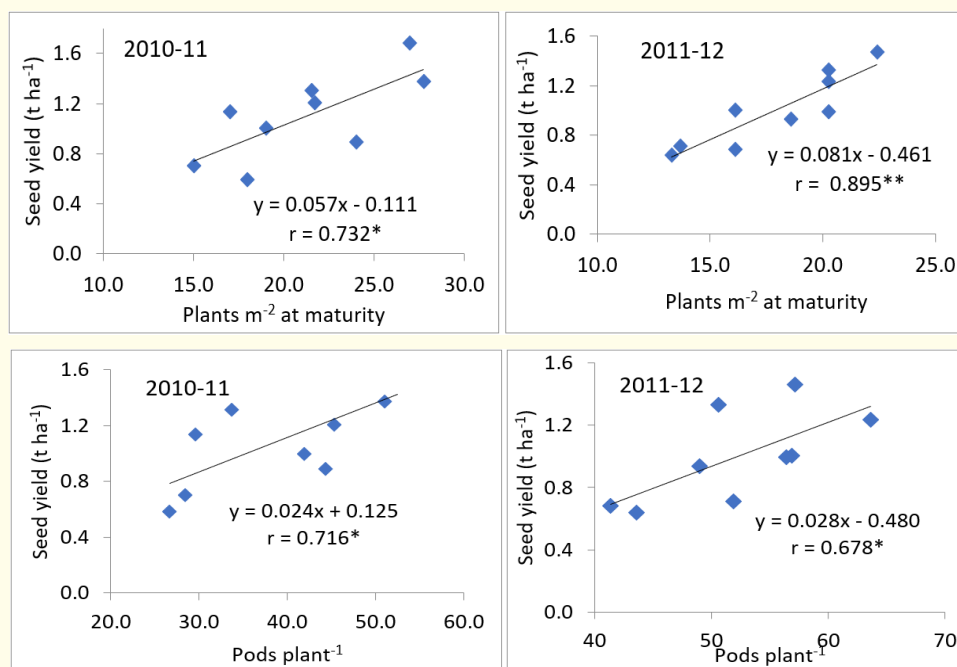 2010-11
Seed yield (t ha⁻¹)
1.6
1.2
0.8
0.4
0.0
y = 0.057x - 0.111
r = 0.732*
10.0 15.0 20.0 25.0 30.0
Plants m⁻² at maturity
2011-12
Seed yield (t ha⁻¹)
1.6
1.2
0.8
0.4
0.0
y = 0.081x - 0.461
r = 0.895**
10.0 15.0 20.0 25.0
Plants m⁻² at maturity
2010-11
Seed yield (t ha⁻¹)
1.6
1.2
0.8
0.4
0.0
y = 0.024x + 0.125
r = 0.716*
20.0 30.0 40.0 50.0 60.0
Pods plant⁻¹
2011-12
Seed yield (t ha⁻¹)
1.6
1.2
0.8
0.4
0.0
y = 0.028x - 0.480
r = 0.678*
40 50 60 70
Pods plant⁻¹